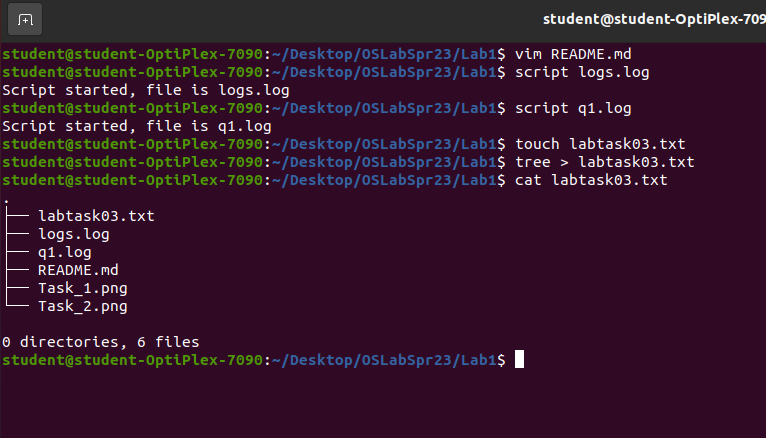 student@student-OptiPlex-709
student@student-OptiPlex-7090:~/Desktop/OSLabSpr23/Lab1$ vim README.md
student@student-OptiPlex-7090:~/Desktop/OSLabSpr23/Lab1$ script logs.log
Script started, file is logs.log
student@student-OptiPlex-7090:~/Desktop/OSLabSpr23/Lab1$ script q1.log
Script started, file is q1.log
student@student-OptiPlex-7090:~/Desktop/OSLabSpr23/Lab1$ touch labtask03.txt
student@student-OptiPlex-7090:~/Desktop/OSLabSpr23/Lab1$ tree > labtask03.txt
student@student-OptiPlex-7090:~/Desktop/OSLabSpr23/Lab1$ cat labtask03.txt
.
├── labtask03.txt
├── logs.log
├── q1.log
├── README.md
├── Task_1.png
└── Task_2.png
0 directories, 6 files
student@student-OptiPlex-7090:~/Desktop/OSLabSpr23/Lab1$